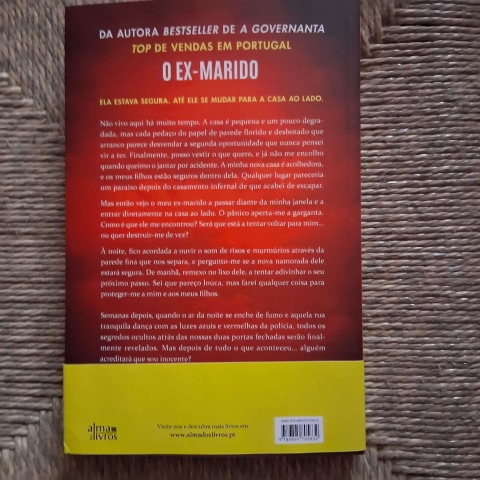 DA AUTORA BESTSELLER DE A GOVERNANTA
TOP DE VENDAS EM PORTUGAL
O EX-MARIDO
ELA ESTAVA SEGURA, ATÉ ELE SE MUDAR PARA A CASA AO LADO.
Não vivo aqui há muito tempo. A casa é pequena e um pouco degra-
dada, mas cada pedaço do papel de parede florido e desbotado que
arranco parece desvendar a segunda oportunidade que nunca pensei
vir a ter. Finalmente, posso vestir o que quero, e já não me encolho
quando queimo o jantar por acidente. A minha nova casa é acolhedora,
e os meus filhos estão seguros dentro dela. Qualquer lugar pareceria
um paraíso depois do casamento infernal de que acabei de escapar.
Mas então vejo o meu ex-marido a passar diante da minha janela e a
entrar diretamente na casa ao lado. O pânico aperta-me a garganta.
Como é que ele me encontrou? Será que está a tentar voltar para mim...
ou quer destruir-me de vez?
À noite, fico acordada a ouvir o som de risos e murmúrios através da
parede fina que nos separa, e pergunto-me se a nova namorada dele
estará segura. De manhã, remexo no lixo dele, a tentar adivinhar o seu
próximo passo. Sei que pareço louca, mas farei qualquer coisa para
proteger-me a mim e aos meus filhos.
Semanas depois, quando o ar da noite se enche de fumo e aquela rua
tranquila dança com as luzes azuis e vermelhas da polícia, todos os
segredos ocultos atrás das nossas duas portas fechadas serão final-
mente revelados. Mas depois de tudo o que aconteceu... alguém
acreditará que sou inocente?
alma
dos livros
Visite-nos e descubra mais livros em
www.almadoslivros.pt